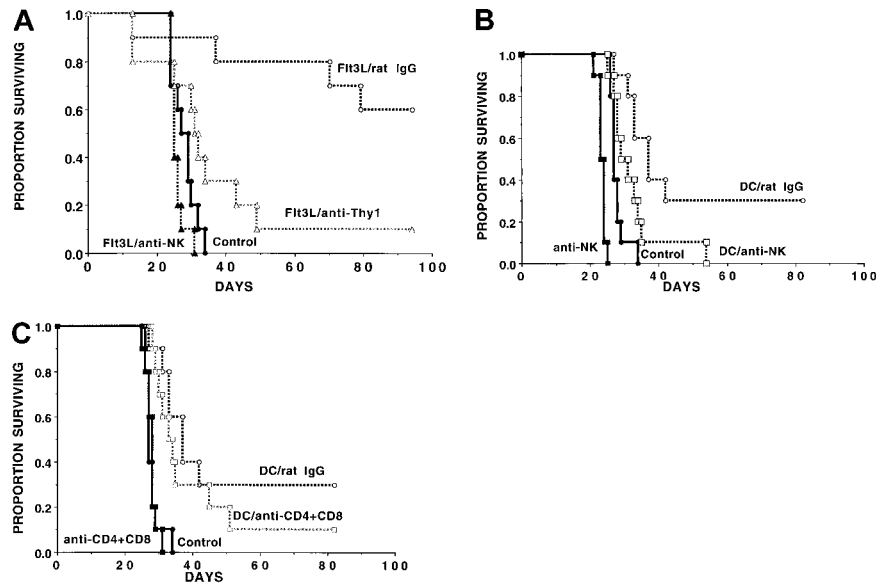 A
PROPORTION SURVIVING
1.0
0.8
0.6
0.4
0.2
0.0
0
20
40
60
80
100
DAYS
Flt3L/rat IgG
Flt3L/anti-Thy1
Flt3L/anti-NK
Control
B
PROPORTION SURVIVING
1.0
0.8
0.6
0.4
0.2
0.0
0
20
40
60
80
100
DAYS
DC/rat IgG
anti-NK
Control
DC/anti-NK
C
PROPORTION SURVIVING
1.0
0.8
0.6
0.4
0.2
0.0
0
20
40
60
80
100
DAYS
DC/rat IgG
DC/anti-CD4+CD8
anti-CD4+CD8
Control